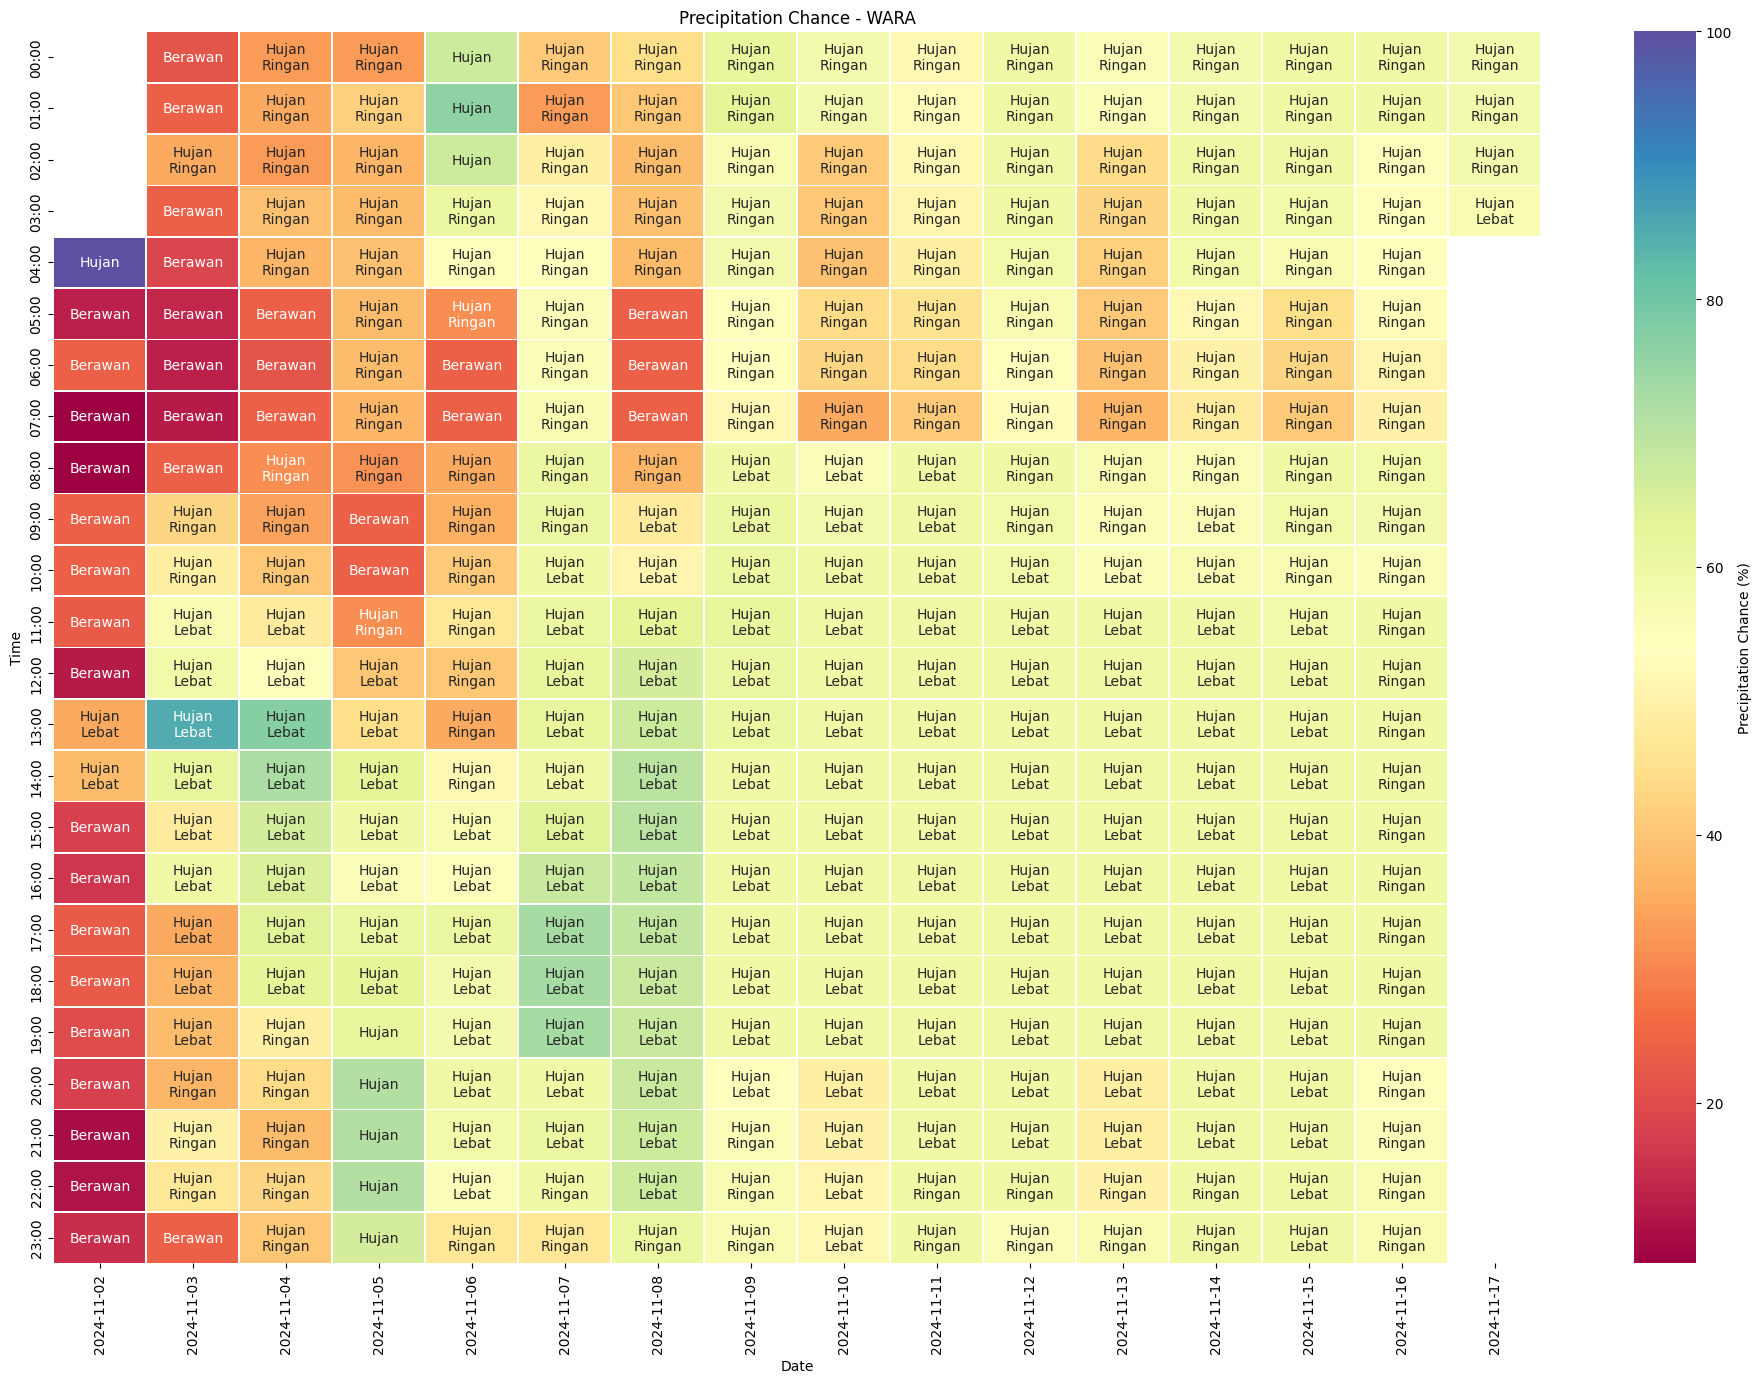 Precipitation Chance - WARA
00:00 Berawan Hujan Ringan Hujan Ringan Hujan Hujan Ringan Hujan Ringan Hujan Ringan Hujan Ringan Hujan Ringan Hujan Ringan Hujan Ringan Hujan Ringan Hujan Ringan Hujan Ringan Hujan Ringan
01:00 Berawan Hujan Ringan Hujan Ringan Hujan Hujan Ringan Hujan Ringan Hujan Ringan Hujan Ringan Hujan Ringan Hujan Ringan Hujan Ringan Hujan Ringan Hujan Ringan Hujan Ringan Hujan Ringan
02:00 Hujan Ringan Hujan Ringan Hujan Ringan Hujan Hujan Ringan Hujan Ringan Hujan Ringan Hujan Ringan Hujan Ringan Hujan Ringan Hujan Ringan Hujan Ringan Hujan Ringan Hujan Ringan Hujan Ringan
03:00 Berawan Hujan Ringan Hujan Ringan Hujan Ringan Hujan Ringan Hujan Ringan Hujan Ringan Hujan Ringan Hujan Ringan Hujan Ringan Hujan Ringan Hujan Ringan Hujan Ringan Hujan Ringan Hujan Lebat
04:00 Hujan Berawan Hujan Ringan Hujan Ringan Hujan Ringan Hujan Ringan Hujan Ringan Hujan Ringan Hujan Ringan Hujan Ringan Hujan Ringan Hujan Ringan Hujan Ringan Hujan Ringan Hujan Ringan
05:00 Berawan Berawan Berawan Hujan Ringan Hujan Ringan Hujan Ringan Berawan Hujan Ringan Hujan Ringan Hujan Ringan Hujan Ringan Hujan Ringan Hujan Ringan Hujan Ringan Hujan Ringan
06:00 Berawan Berawan Berawan Hujan Ringan Berawan Hujan Ringan Berawan Hujan Ringan Hujan Ringan Hujan Ringan Hujan Ringan Hujan Ringan Hujan Ringan Hujan Ringan Hujan Ringan
07:00 Berawan Berawan Berawan Hujan Ringan Berawan Hujan Ringan Berawan Hujan Ringan Hujan Ringan Hujan Ringan Hujan Ringan Hujan Ringan Hujan Ringan Hujan Ringan Hujan Ringan
08:00 Berawan Berawan Hujan Ringan Hujan Ringan Hujan Ringan Hujan Ringan Hujan Ringan Hujan Lebat Hujan Lebat Hujan Lebat Hujan Ringan Hujan Ringan Hujan Ringan Hujan Ringan Hujan Ringan
09:00 Berawan Hujan Ringan Hujan Ringan Berawan Hujan Ringan Hujan Ringan Hujan Lebat Hujan Lebat Hujan Lebat Hujan Lebat Hujan Ringan Hujan Ringan Hujan Lebat Hujan Ringan Hujan Ringan
10:00 Berawan Hujan Ringan Hujan Ringan Berawan Hujan Ringan Hujan Lebat Hujan Lebat Hujan Lebat Hujan Lebat Hujan Lebat Hujan Lebat Hujan Lebat Hujan Lebat Hujan Ringan Hujan Ringan
11:00 Berawan Hujan Lebat Hujan Lebat Hujan Ringan Hujan Ringan Hujan Lebat Hujan Lebat Hujan Lebat Hujan Lebat Hujan Lebat Hujan Lebat Hujan Lebat Hujan Lebat Hujan Lebat Hujan Ringan
12:00 Berawan Hujan Lebat Hujan Lebat Hujan Lebat Hujan Ringan Hujan Lebat Hujan Lebat Hujan Lebat Hujan Lebat Hujan Lebat Hujan Lebat Hujan Lebat Hujan Lebat Hujan Lebat Hujan Ringan
13:00 Hujan Lebat Hujan Lebat Hujan Lebat Hujan Lebat Hujan Ringan Hujan Lebat Hujan Lebat Hujan Lebat Hujan Lebat Hujan Lebat Hujan Lebat Hujan Lebat Hujan Lebat Hujan Lebat Hujan Ringan
14:00 Hujan Lebat Hujan Lebat Hujan Lebat Hujan Lebat Hujan Ringan Hujan Lebat Hujan Lebat Hujan Lebat Hujan Lebat Hujan Lebat Hujan Lebat Hujan Lebat Hujan Lebat Hujan Lebat Hujan Ringan
15:00 Berawan Hujan Lebat Hujan Lebat Hujan Lebat Hujan Lebat Hujan Lebat Hujan Lebat Hujan Lebat Hujan Lebat Hujan Lebat Hujan Lebat Hujan Lebat Hujan Lebat Hujan Lebat Hujan Ringan
16:00 Berawan Hujan Lebat Hujan Lebat Hujan Lebat Hujan Lebat Hujan Lebat Hujan Lebat Hujan Lebat Hujan Lebat Hujan Lebat Hujan Lebat Hujan Lebat Hujan Lebat Hujan Lebat Hujan Ringan
17:00 Berawan Hujan Lebat Hujan Lebat Hujan Lebat Hujan Lebat Hujan Lebat Hujan Lebat Hujan Lebat Hujan Lebat Hujan Lebat Hujan Lebat Hujan Lebat Hujan Lebat Hujan Lebat Hujan Ringan
18:00 Berawan Hujan Lebat Hujan Lebat Hujan Lebat Hujan Lebat Hujan Lebat Hujan Lebat Hujan Lebat Hujan Lebat Hujan Lebat Hujan Lebat Hujan Lebat Hujan Lebat Hujan Lebat Hujan Ringan
19:00 Berawan Hujan Lebat Hujan Ringan Hujan Hujan Lebat Hujan Lebat Hujan Lebat Hujan Lebat Hujan Lebat Hujan Lebat Hujan Lebat Hujan Lebat Hujan Lebat Hujan Lebat Hujan Ringan
20:00 Berawan Hujan Ringan Hujan Ringan Hujan Hujan Lebat Hujan Lebat Hujan Lebat Hujan Lebat Hujan Lebat Hujan Lebat Hujan Lebat Hujan Lebat Hujan Lebat Hujan Lebat Hujan Ringan
21:00 Berawan Hujan Ringan Hujan Ringan Hujan Hujan Lebat Hujan Lebat Hujan Lebat Hujan Ringan Hujan Lebat Hujan Lebat Hujan Lebat Hujan Lebat Hujan Lebat Hujan Lebat Hujan Ringan
22:00 Berawan Hujan Ringan Hujan Ringan Hujan Hujan Lebat Hujan Ringan Hujan Lebat Hujan Ringan Hujan Lebat Hujan Ringan Hujan Ringan Hujan Ringan Hujan Ringan Hujan Lebat Hujan Ringan
23:00 Berawan Berawan Hujan Ringan Hujan Hujan Ringan Hujan Ringan Hujan Ringan Hujan Ringan Hujan Lebat Hujan Ringan Hujan Ringan Hujan Ringan Hujan Ringan Hujan Lebat Hujan Ringan
Time
2024-11-02 2024-11-03 2024-11-04 2024-11-05 2024-11-06 2024-11-07 2024-11-08 2024-11-09 2024-11-10 2024-11-11 2024-11-12 2024-11-13 2024-11-14 2024-11-15 2024-11-16 2024-11-17
Date
100
80
60
40
20
Precipitation Chance (%)